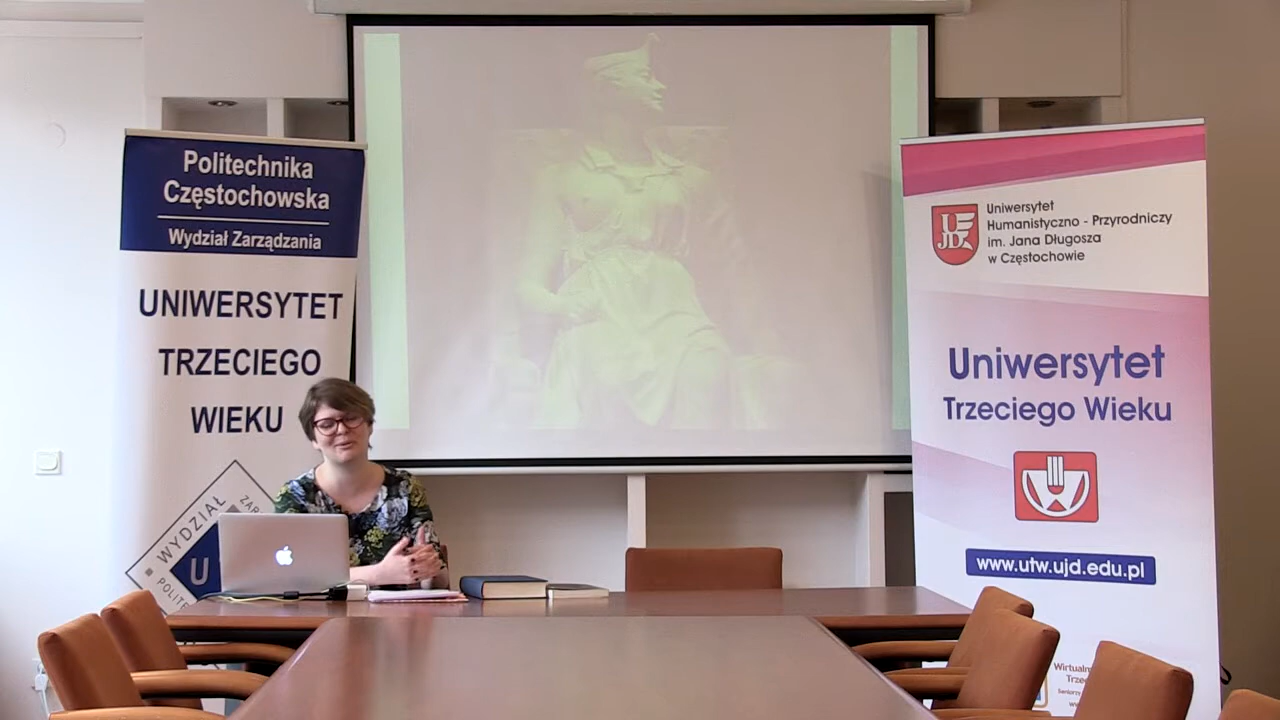 Politechnika
Częstochowska
Wydział Zarządzania
UNIWERSYTET
TRZECIEGO
WIEKU
WYDZIAŁ
U
Uniwersytet
Humanistyczno - Przyrodniczy
im. Jana Długosza
w Częstochowie
UJD
Uniwersytet
Trzeciego Wieku
www.utw.ujd.edu.pl